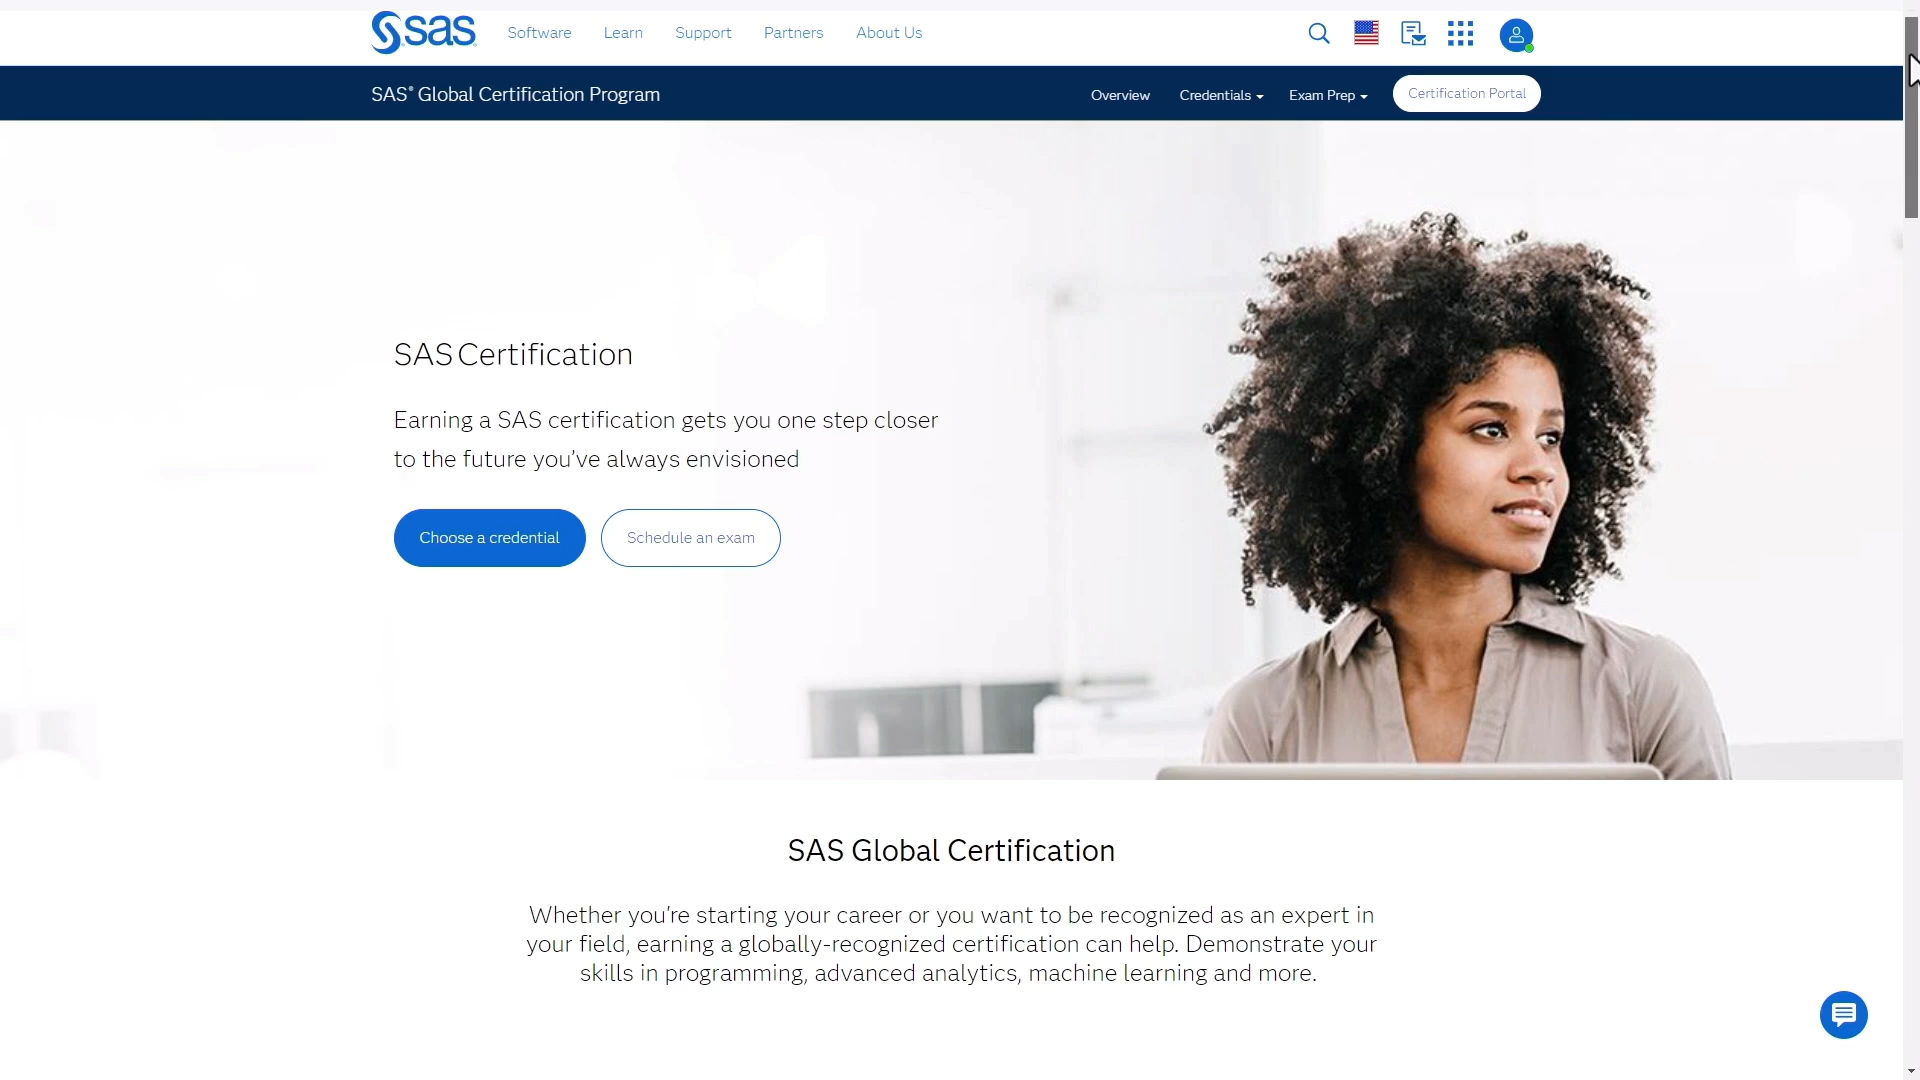 sas
Software Learn Support Partners About Us
SAS® Global Certification Program
Overview Credentials Exam Prep Certification Portal
SAS Certification
Earning a SAS certification gets you one step closer
to the future you’ve always envisioned
Choose a credential Schedule an exam
SAS Global Certification
Whether you're starting your career or you want to be recognized as an expert in
your field, earning a globally-recognized certification can help. Demonstrate your
skills in programming, advanced analytics, machine learning and more.